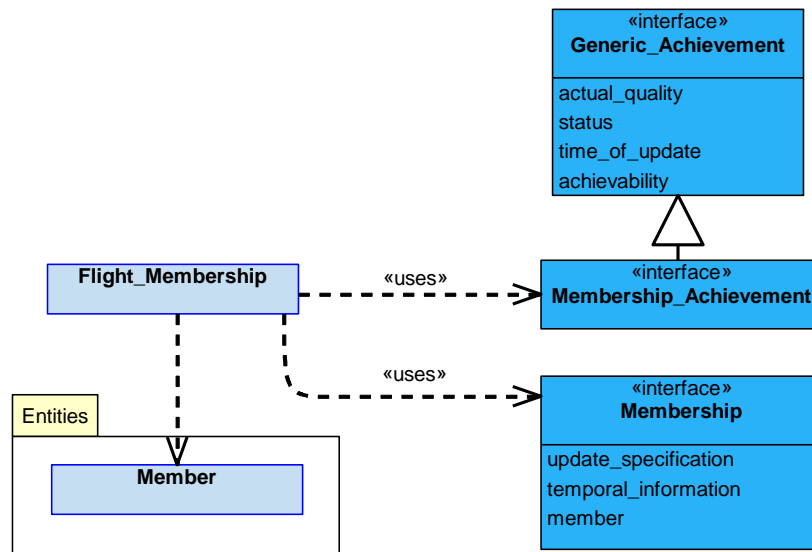 «interface»
Generic_Achievement
actual_quality
status
time_of_update
achievability
Flight_Membership
«uses»
«interface»
Membership_Achievement
«uses»
«interface»
Membership
update_specification
temporal_information
member
Entities
Member